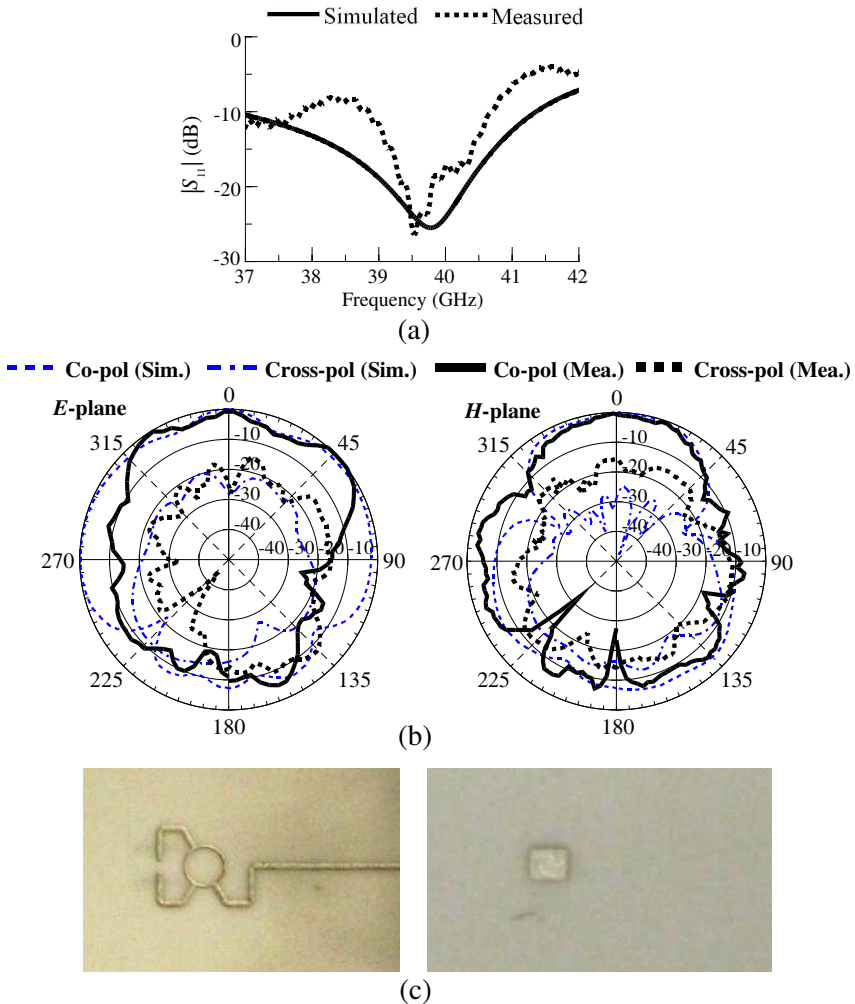 Simulated Measured
0
-10
-20
-30
|S₁₁| (dB)
37 38 39 40 41 42
Frequency (GHz)
(a)
Co-pol (Sim.) Cross-pol (Sim.) Co-pol (Mea.) Cross-pol (Mea.)
E-plane
0
45
90
135
180
225
270
315
-10
-20
-30
-40
-40 -30 -20 -10
H-plane
0
45
90
135
180
225
270
315
-10
-20
-30
-40
-40 -30 -20 -10
(b)
(c)